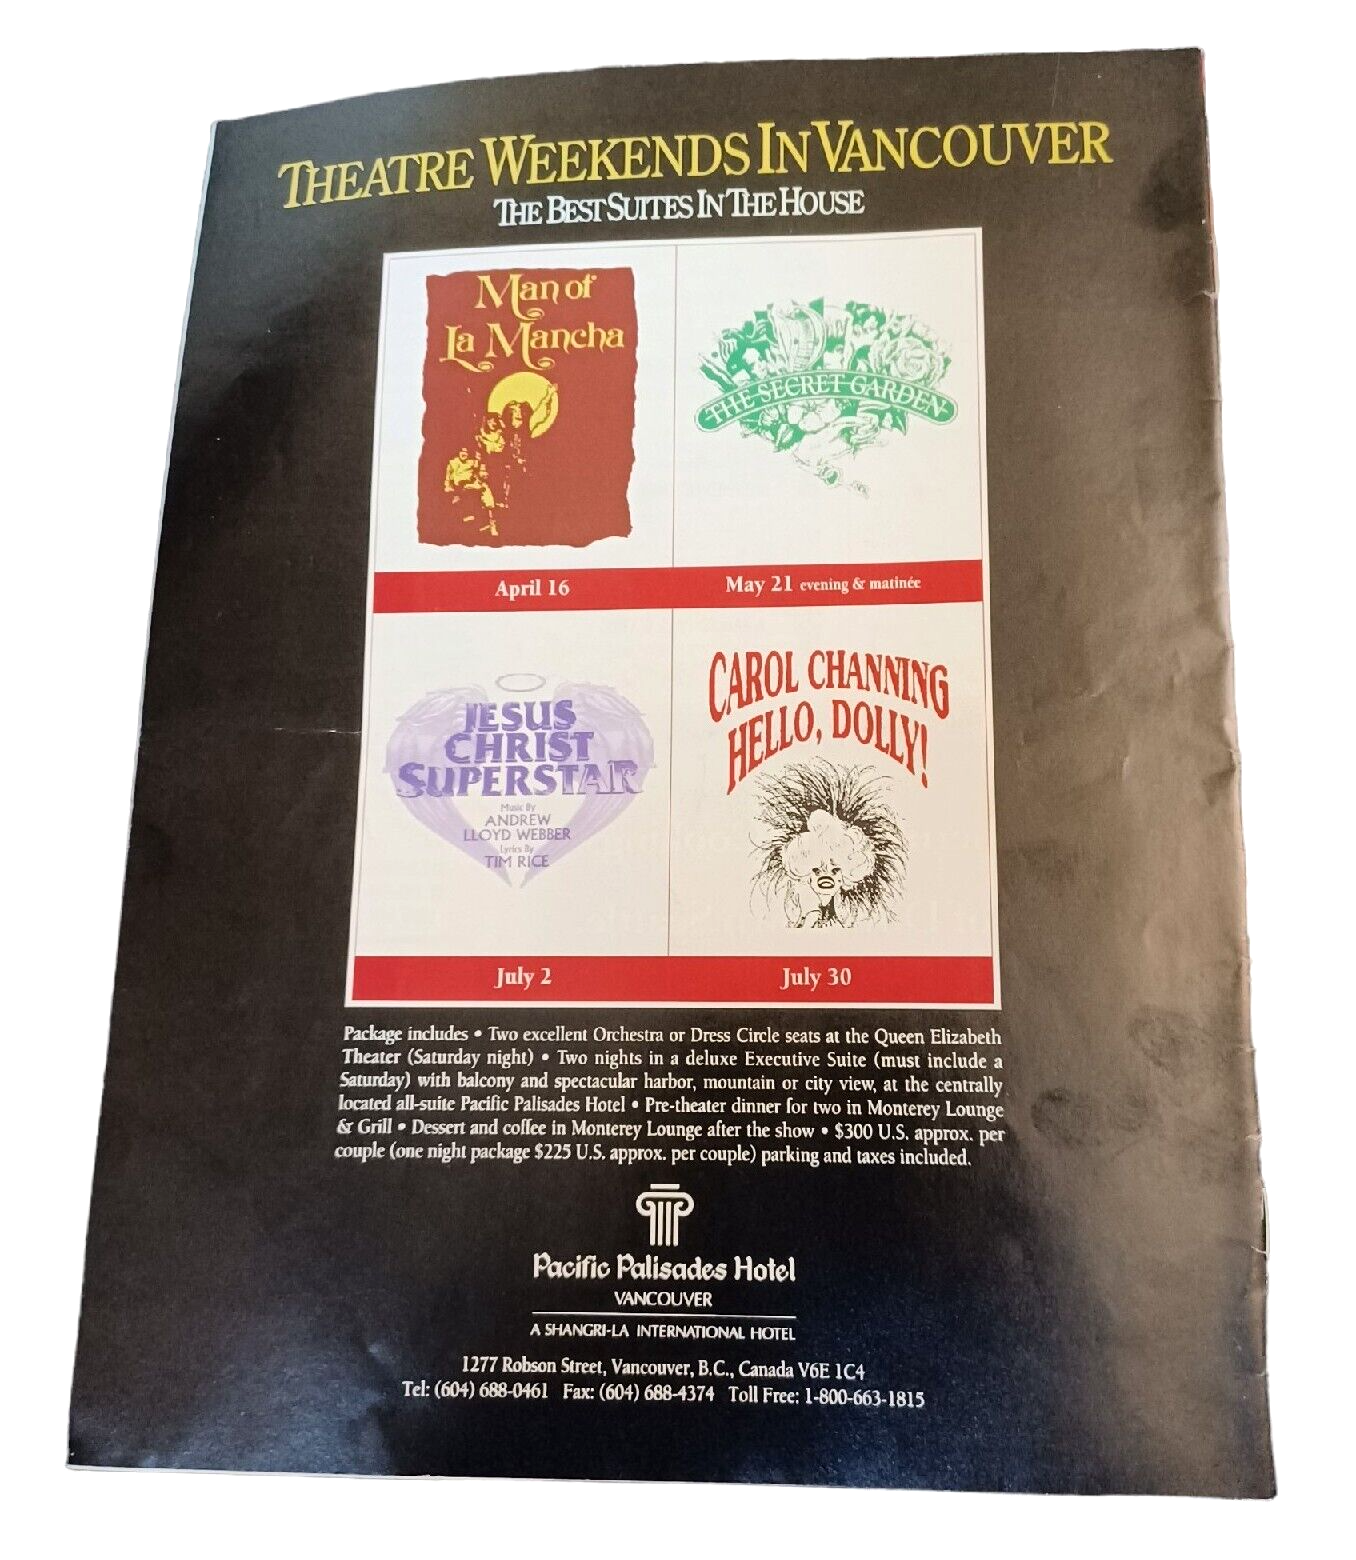 THEATRE WEEKENDS IN VANCOUVER
THE BEST SUITES IN THE HOUSE
Man of
La Mancha
THE SECRET GARDEN
April 16
May 21 evening & matinée
JESUS
CHRIST
SUPERSTAR
Music By
ANDREW
LLOYD WEBBER
Lyrics By
TIM RICE
CAROL CHANNING
HELLO, DOLLY!
July 2
July 30
Package includes • Two excellent Orchestra or Dress Circle seats at the Queen Elizabeth
Theater (Saturday night) • Two nights in a deluxe Executive Suite (must include a
Saturday) with balcony and spectacular harbor, mountain or city view, at the centrally
located all-suite Pacific Palisades Hotel • Pre-theater dinner for two in Monterey Lounge
& Grill • Dessert and coffee in Monterey Lounge after the show • $300 U.S. approx. per
couple (one night package $225 U.S. approx. per couple) parking and taxes included.
Pacific Palisades Hotel
VANCOUVER
A SHANGRI-LA INTERNATIONAL HOTEL
1277 Robson Street, Vancouver, B.C., Canada V6E 1C4
Tel: (604) 688-0461 Fax: (604) 688-4374 Toll Free: 1-800-663-1815